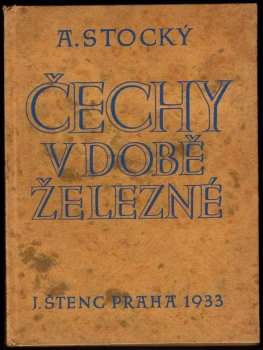 A. STOCKÝ
ČECHY
V DOBĚ
ŽELEZNÉ
J. ŠTENC PRAHA 1933